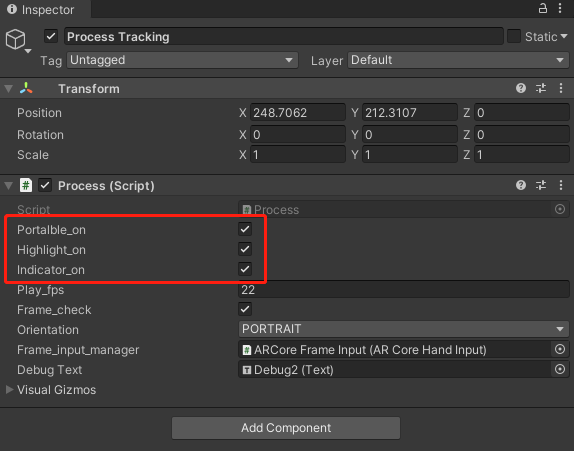 Inspector
Process Tracking Static
Tag Untagged Layer Default
Transform
Position X 248.7062 Y 212.3107 Z 0
Rotation X 0 Y 0 Z 0
Scale X 1 Y 1 Z 1
# Process (Script)
Script # Process
Portalble_on
Highlight_on
Indicator_on
Play_fps 22
Frame_check
Orientation PORTRAIT
Frame_input_manager # ARCore Frame Input (AR Core Hand Input)
Debug Text T Debug2 (Text)
Visual Gizmos
Add Component